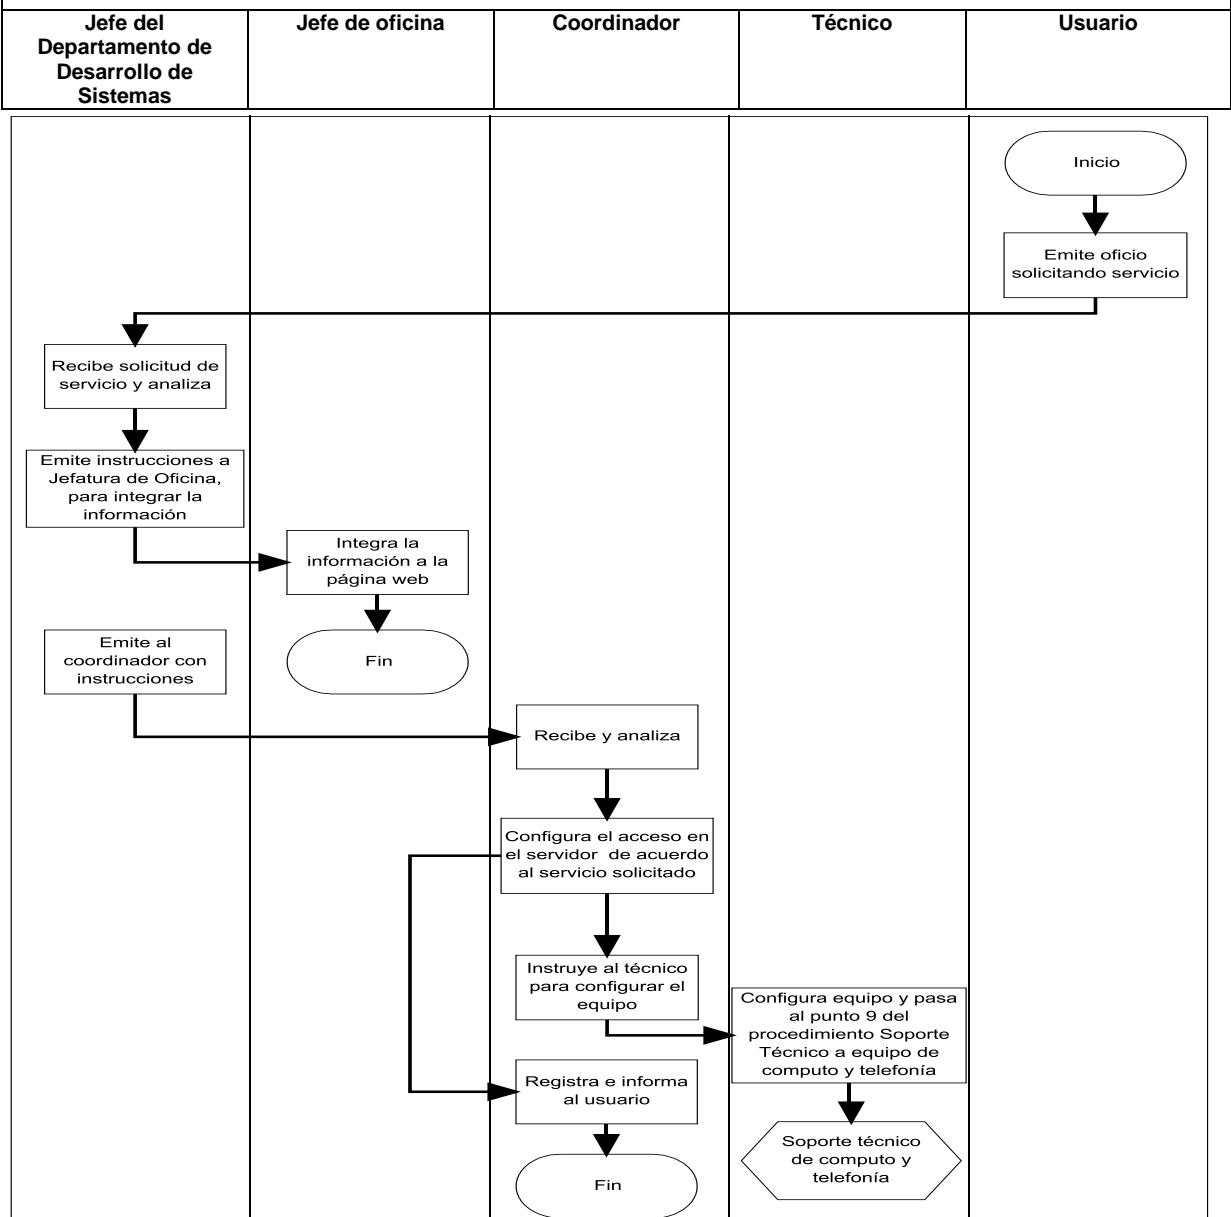 Jefe del
Departamento de
Desarrollo de
Sistemas
Jefe de oficina
Coordinador
Técnico
Usuario
Inicio
Emite oficio
solicitando servicio
Recibe solicitud de
servicio y analiza
Emite instrucciones a
Jefatura de Oficina,
para integrar la
información
Integra la
información a la
página web
Fin
Emite al
coordinador con
instrucciones
Recibe y analiza
Configura el acceso en
el servidor de acuerdo
al servicio solicitado
Instruye al técnico
para configurar el
equipo
Configura equipo y pasa
al punto 9 del
procedimiento Soporte
Técnico a equipo de
computo y telefonía
Registra e informa
al usuario
Soporte técnico
de computo y
telefonía
Fin